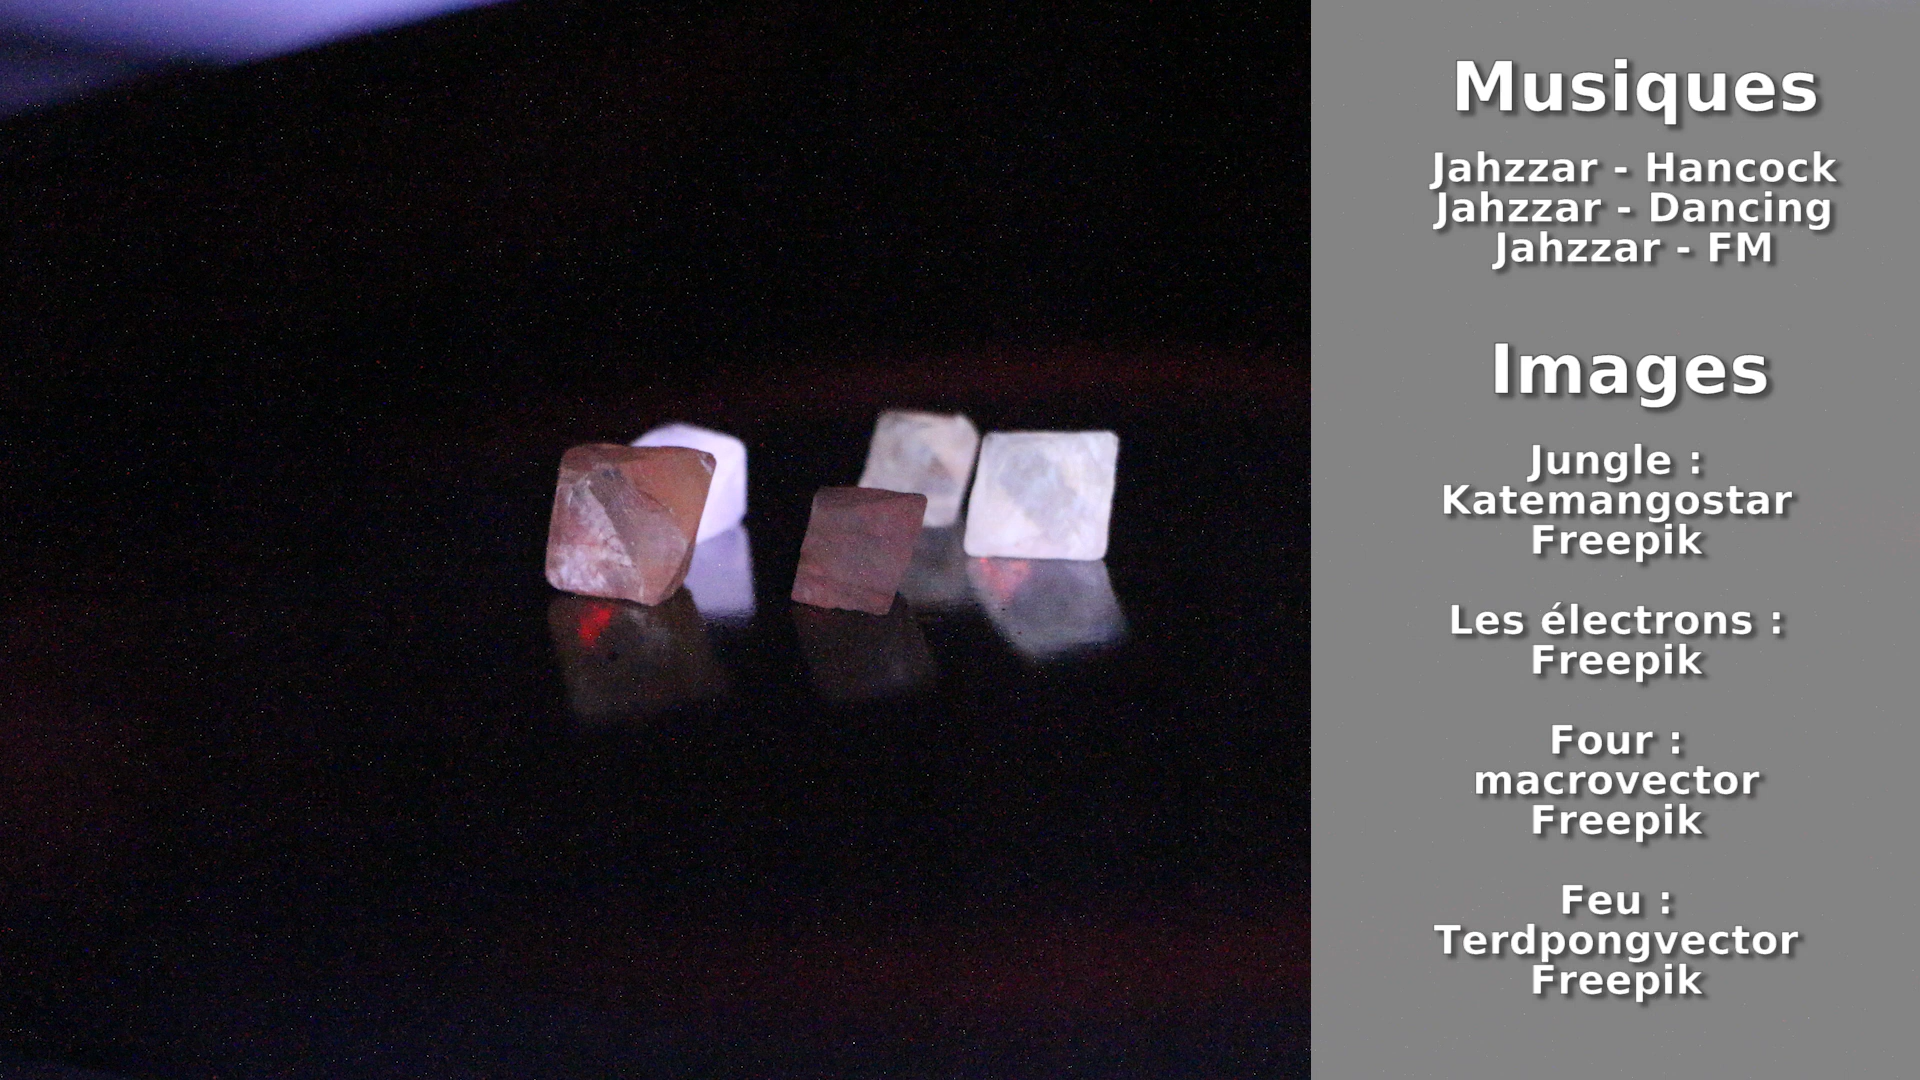 Musiques
Jahzzar - Hancock
Jahzzar - Dancing
Jahzzar - FM
Images
Jungle :
Katemangostar
Freepik
Les électrons :
Freepik
Four :
macrovector
Freepik
Feu :
Terdpongvector
Freepik